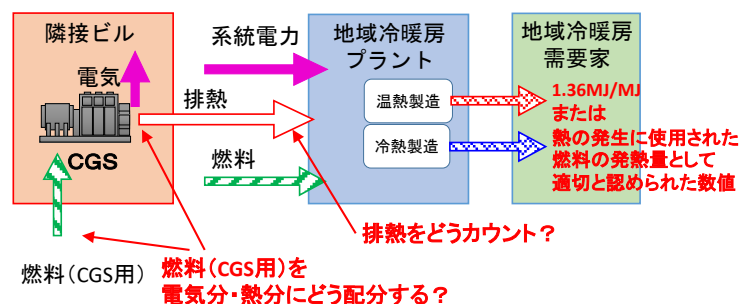 隣接ビル
電気
CGS
燃料（CGS用）
系統電力
排熱
燃料
地域冷暖房
プラント
温熱製造
冷熱製造
地域冷暖房
需要家
1.36MJ/MJ
または
熱の発生に使用された
燃料の発熱量として
適切と認められた数値
排熱をどうカウント？
燃料（CGS用）を
電気分・熱分にどう配分する？